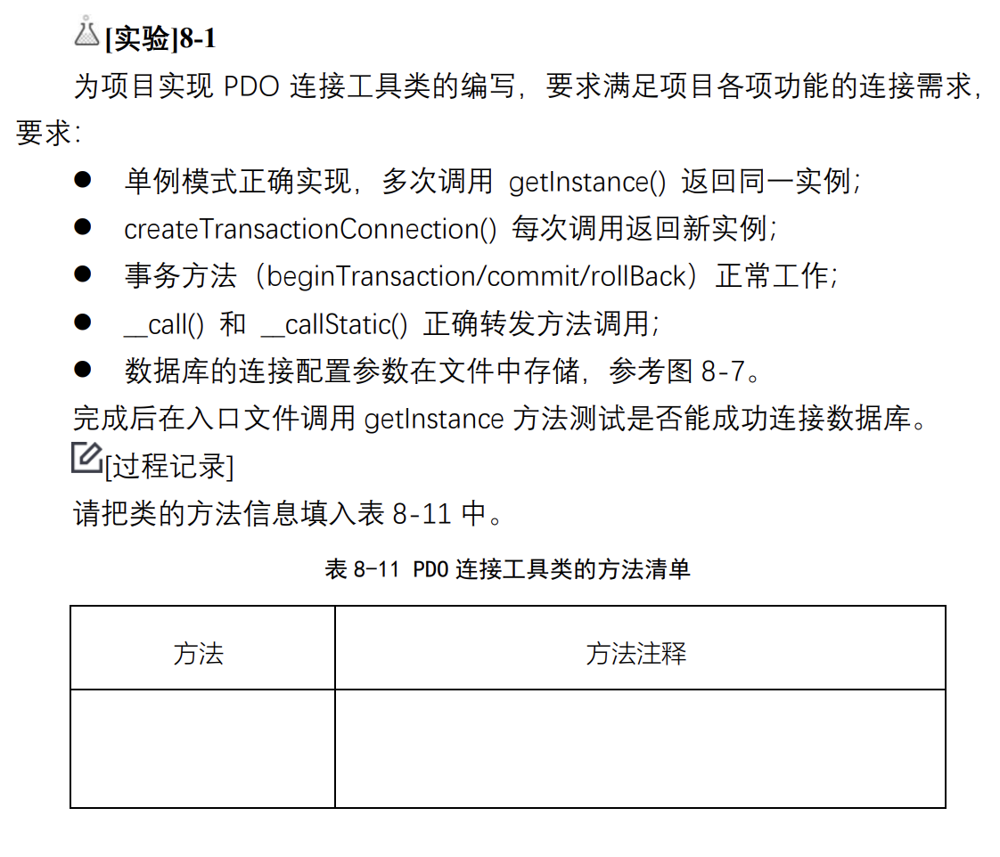 [实验]8-1
为项目实现 PDO 连接工具类的编写，要求满足项目各项功能的连接需求，
要求：
● 单例模式正确实现，多次调用 getInstance() 返回同一实例；
● createTransactionConnection() 每次调用返回新实例；
● 事务方法（beginTransaction/commit/rollBack）正常工作；
● __call() 和 __callStatic() 正确转发方法调用；
● 数据库的连接配置参数在文件中存储，参考图 8-7。
完成后在入口文件调用 getInstance 方法测试是否能成功连接数据库。
[过程记录]
请把类的方法信息填入表 8-11 中。
表 8-11 PDO 连接工具类的方法清单
方法 方法注释